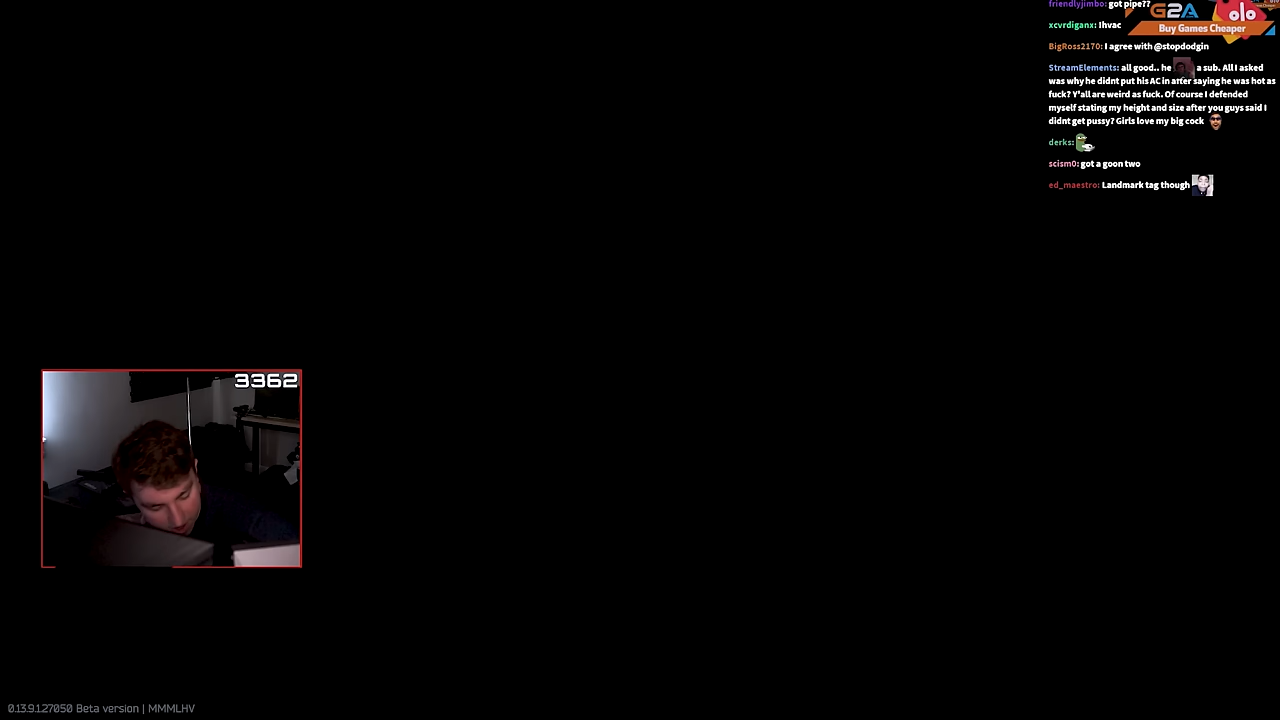 friendlyjimbo: got pipe??
G2A
Buy Games Cheaper
olo
xcvrdiganx: !hvac
BigRoss2170: I agree with @stopdodgin
StreamElements: all good.. he a sub. All I asked
was why he didnt put his AC in after saying he was hot as
fuck? Y'all are weird as fuck. Of course I defended
myself stating my height and size after you guys said I
didnt get pussy? Girls love my big cock
derks:
scism0: got a goon two
ed_maestro: Landmark tag though
3362
0.13.9.1.27050 Beta version | MMMLHV